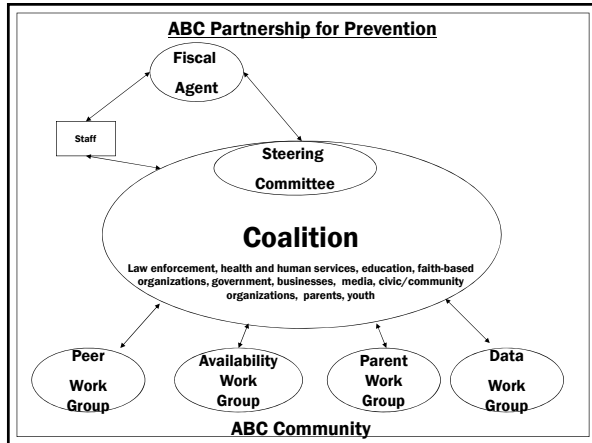 ABC Partnership for Prevention
Fiscal
Agent
Staff
Steering
Committee
Coalition
Law enforcement, health and human services, education, faith-based
organizations, government, businesses, media, civic/community
organizations, parents, youth
Peer
Work
Group
Availability
Work
Group
Parent
Work
Group
Data
Work
Group
ABC Community